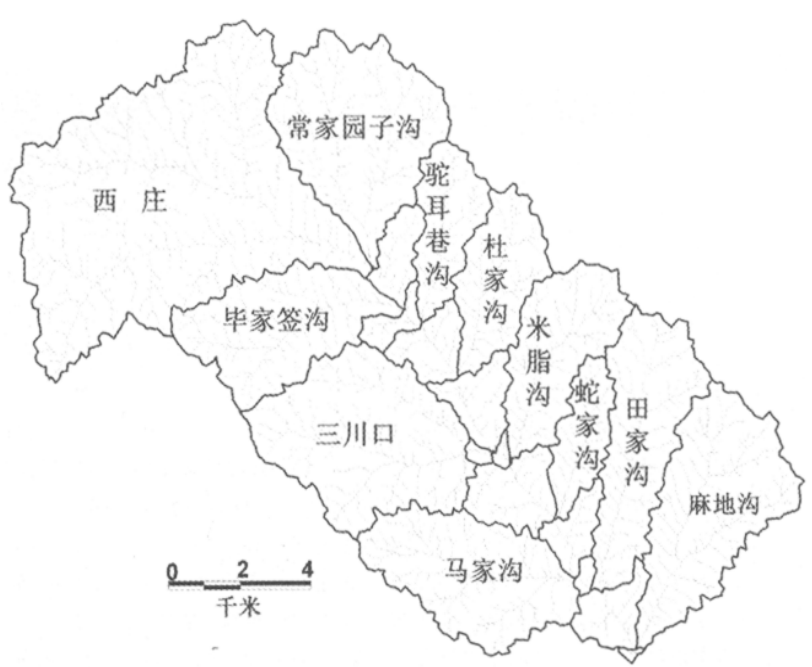 常家园子沟
西庄
驼耳巷沟
杜家沟
毕家签沟
米脂沟
蛇家沟
田家沟
三川口
麻地沟
马家沟
0 2 4
千米